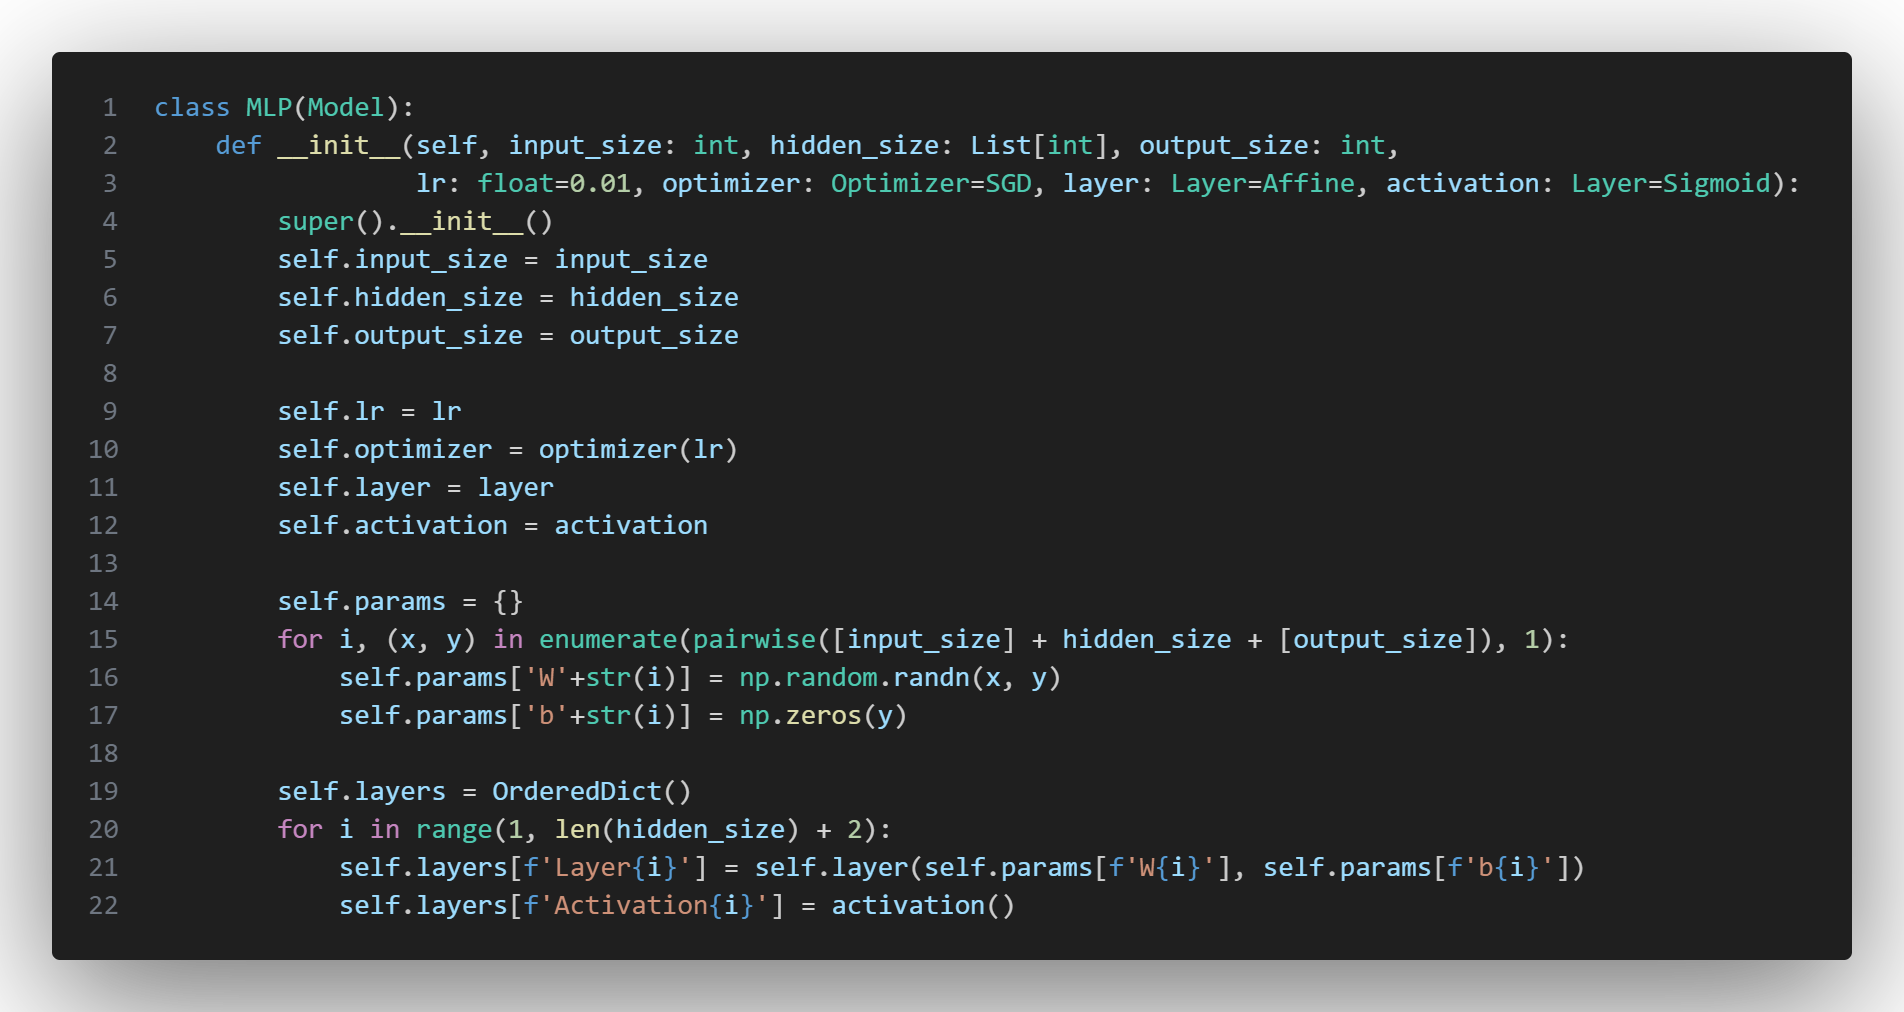 1 class MLP(Model):
2     def __init__(self, input_size: int, hidden_size: List[int], output_size: int,
3                  lr: float=0.01, optimizer: Optimizer=SGD, layer: Layer=Affine, activation: Layer=Sigmoid):
4         super().__init__()
5         self.input_size = input_size
6         self.hidden_size = hidden_size
7         self.output_size = output_size
8
9         self.lr = lr
10         self.optimizer = optimizer(lr)
11         self.layer = layer
12         self.activation = activation
13
14         self.params = {}
15         for i, (x, y) in enumerate(pairwise([input_size] + hidden_size + [output_size]), 1):
16             self.params['W'+str(i)] = np.random.randn(x, y)
17             self.params['b'+str(i)] = np.zeros(y)
18
19         self.layers = OrderedDict()
20         for i in range(1, len(hidden_size) + 2):
21             self.layers[f'Layer{i}'] = self.layer(self.params[f'W{i}'], self.params[f'b{i}'])
22             self.layers[f'Activation{i}'] = activation()